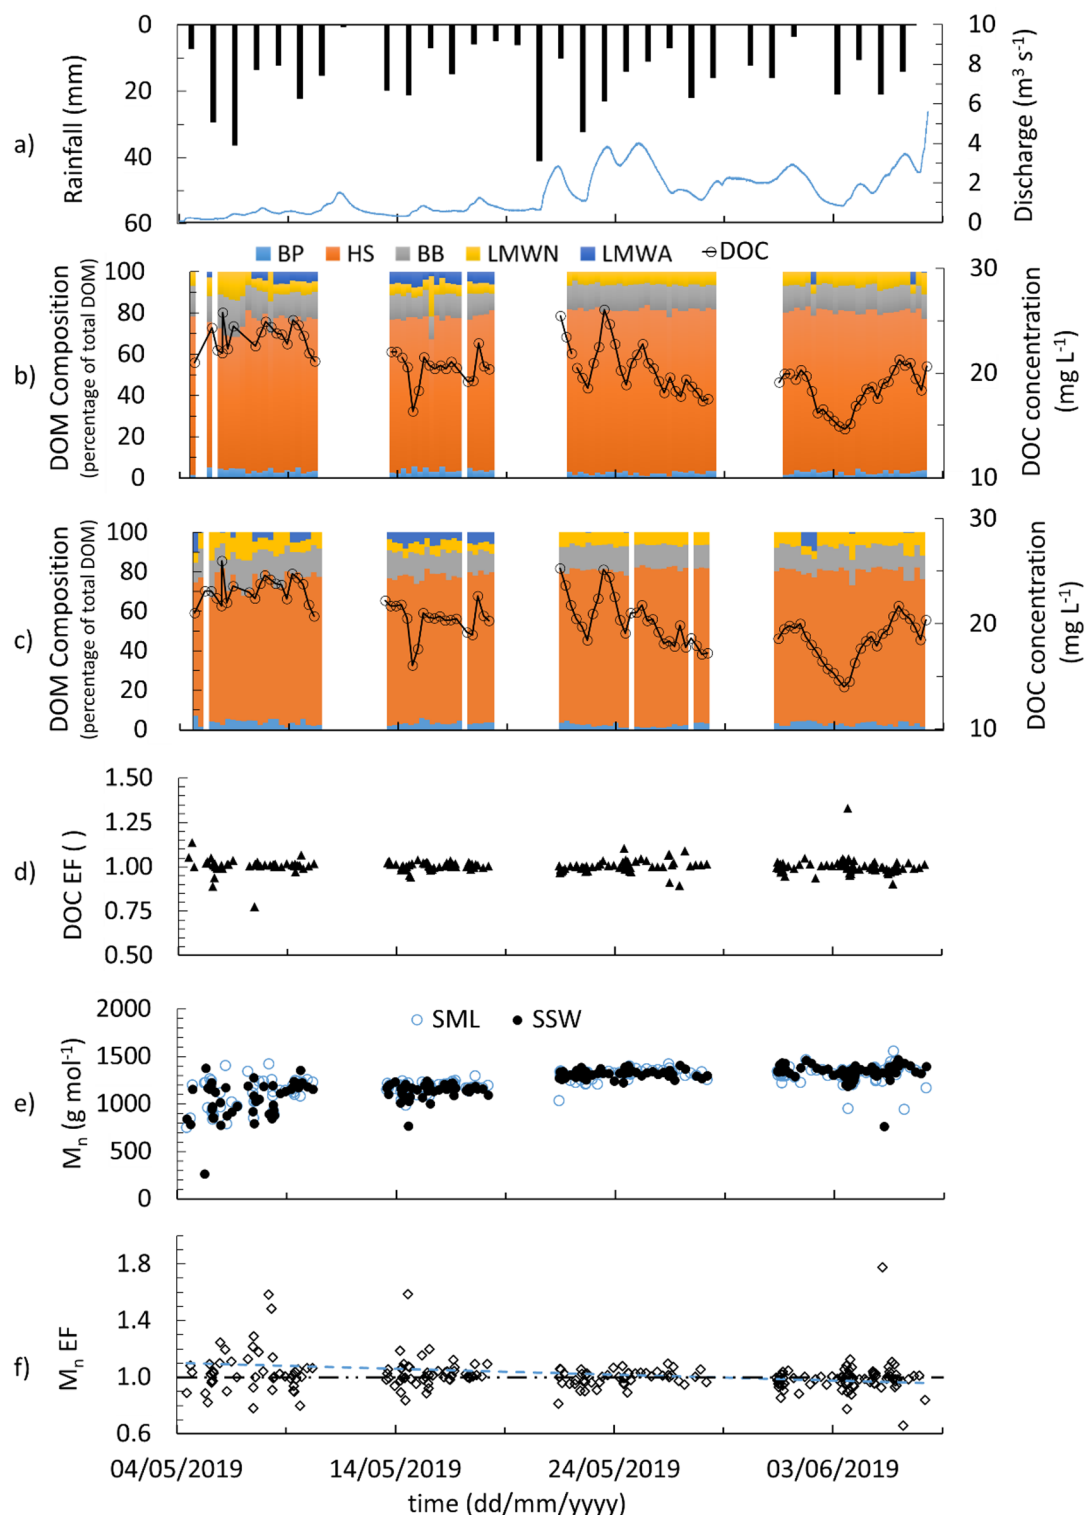 a)
Rainfall (mm)
0
20
40
60
10
8
6
4
2
0
Discharge (m³ s⁻¹)
BP HS BB LMWN LMWA DOC
b)
DOM Composition
(percentage of total DOM)
100
80
60
40
20
0
30
20
10
DOC concentration
(mg L⁻¹)
c)
DOM Composition
(percentage of total DOM)
100
80
60
40
20
0
30
20
10
DOC concentration
(mg L⁻¹)
d)
DOC EF ( )
1.50
1.25
1.00
0.75
0.50
e)
Mₙ (g mol⁻¹)
2000
1500
1000
500
0
SML SSW
f)
Mₙ EF
1.8
1.4
1.0
0.6
04/05/2019 14/05/2019 24/05/2019 03/06/2019
time (dd/mm/yyyy)